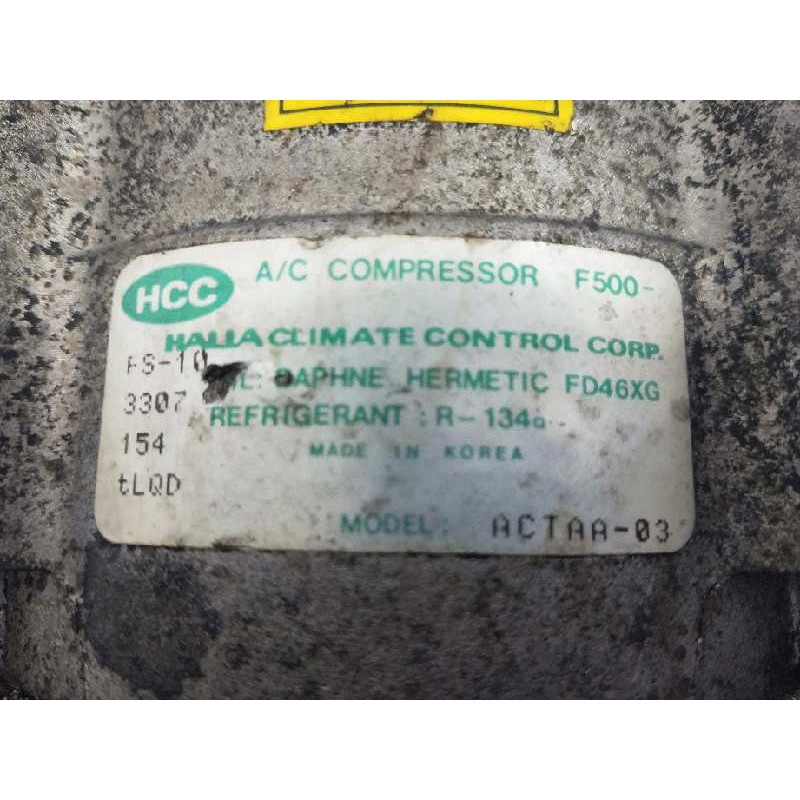 HCC A/C COMPRESSOR F500-
HALLA CLIMATE CONTROL CORP.
FS-10
DAPHNE HERMETIC FD46XG
3307
REFRIGERANT : R-134a
154
MADE IN KOREA
tLQD
MODEL: ACTAA-03